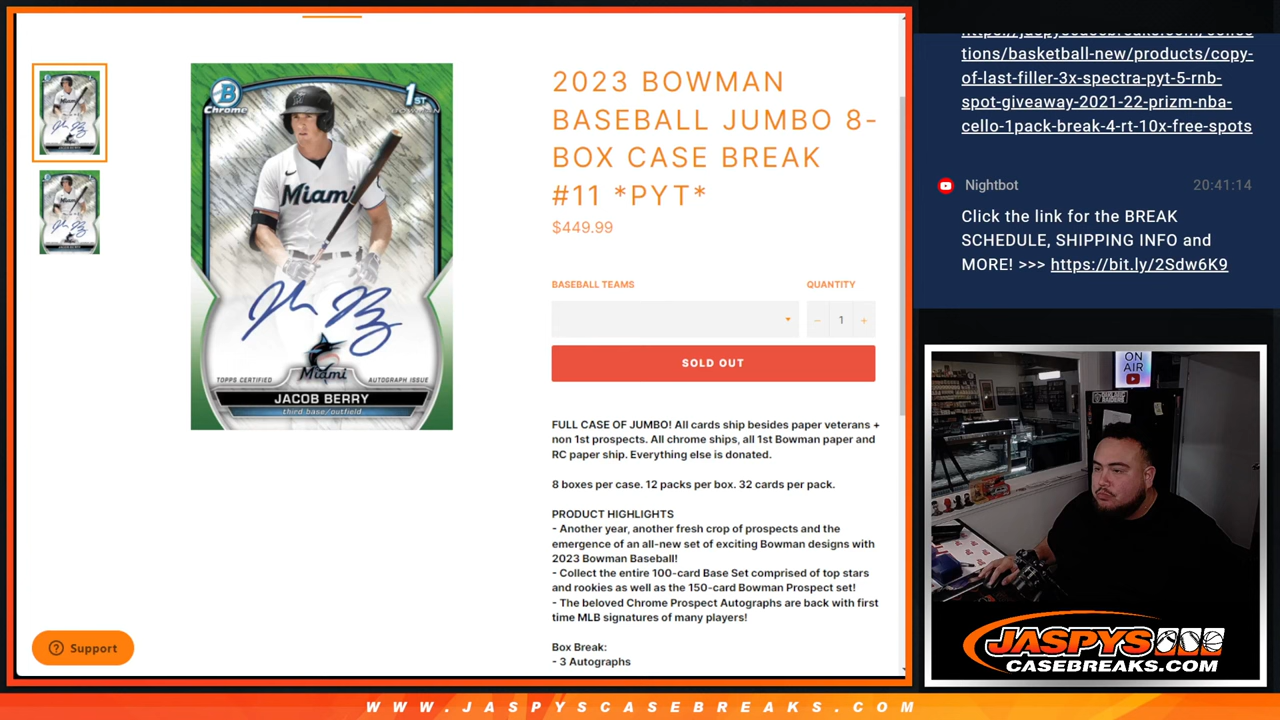 2023 BOWMAN
BASEBALL JUMBO 8-
BOX CASE BREAK
#11 *PYT*
$449.99
BASEBALL TEAMS
QUANTITY
− 1 +
SOLD OUT
FULL CASE OF JUMBO! All cards ship besides paper veterans +
non 1st prospects. All chrome ships, all 1st Bowman paper and
RC paper ship. Everything else is donated.
8 boxes per case. 12 packs per box. 32 cards per pack.
PRODUCT HIGHLIGHTS
- Another year, another fresh crop of prospects and the
emergence of an all-new set of exciting Bowman designs with
2023 Bowman Baseball!
- Collect the entire 100-card Base Set comprised of top stars
and rookies as well as the 150-card Bowman Prospect set!
- The beloved Chrome Prospect Autographs are back with first
time MLB signatures of many players!
Box Break:
- 3 Autographs
B
Chrome
1ST
Miami
Miami
TOPPS CERTIFIED
AUTOGRAPH ISSUE
JACOB BERRY
third base/outfield
Support
https://jaspyscasebreaks.com/collec
tions/basketball-new/products/copy-
of-last-filler-3x-spectra-pyt-5-rnb-
spot-giveaway-2021-22-prizm-nba-
cello-1pack-break-4-rt-10x-free-spots
Nightbot 20:41:14
Click the link for the BREAK
SCHEDULE, SHIPPING INFO and
MORE! >>> https://bit.ly/2Sdw6K9
ON
AIR
JASPYS
CASEBREAKS.COM
WWW.JASPYSCASEBREAKS.COM